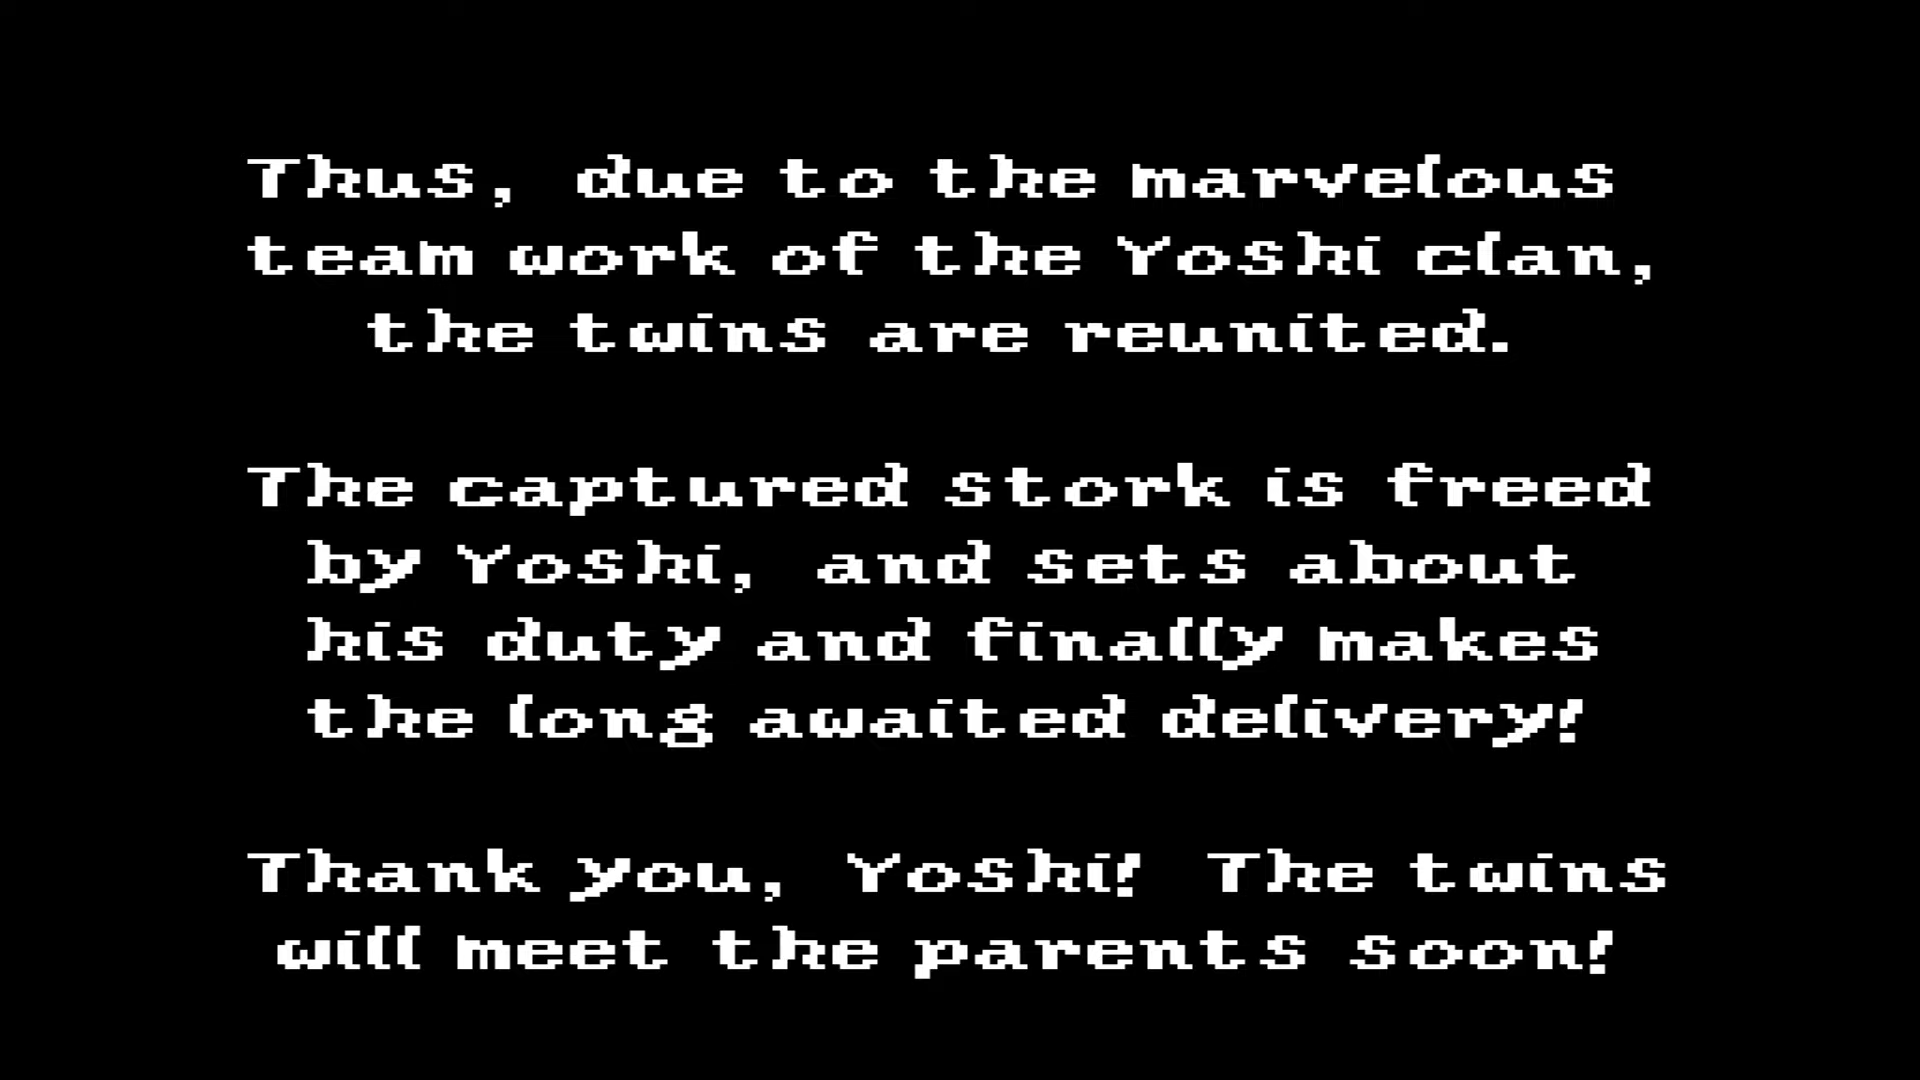 Thus, due to the marvelous
team work of the Yoshi clan,
the twins are reunited.
The captured stork is freed
by Yoshi, and sets about
his duty and finally makes
the long awaited delivery!
Thank you, Yoshi! The twins
will meet the parents soon!